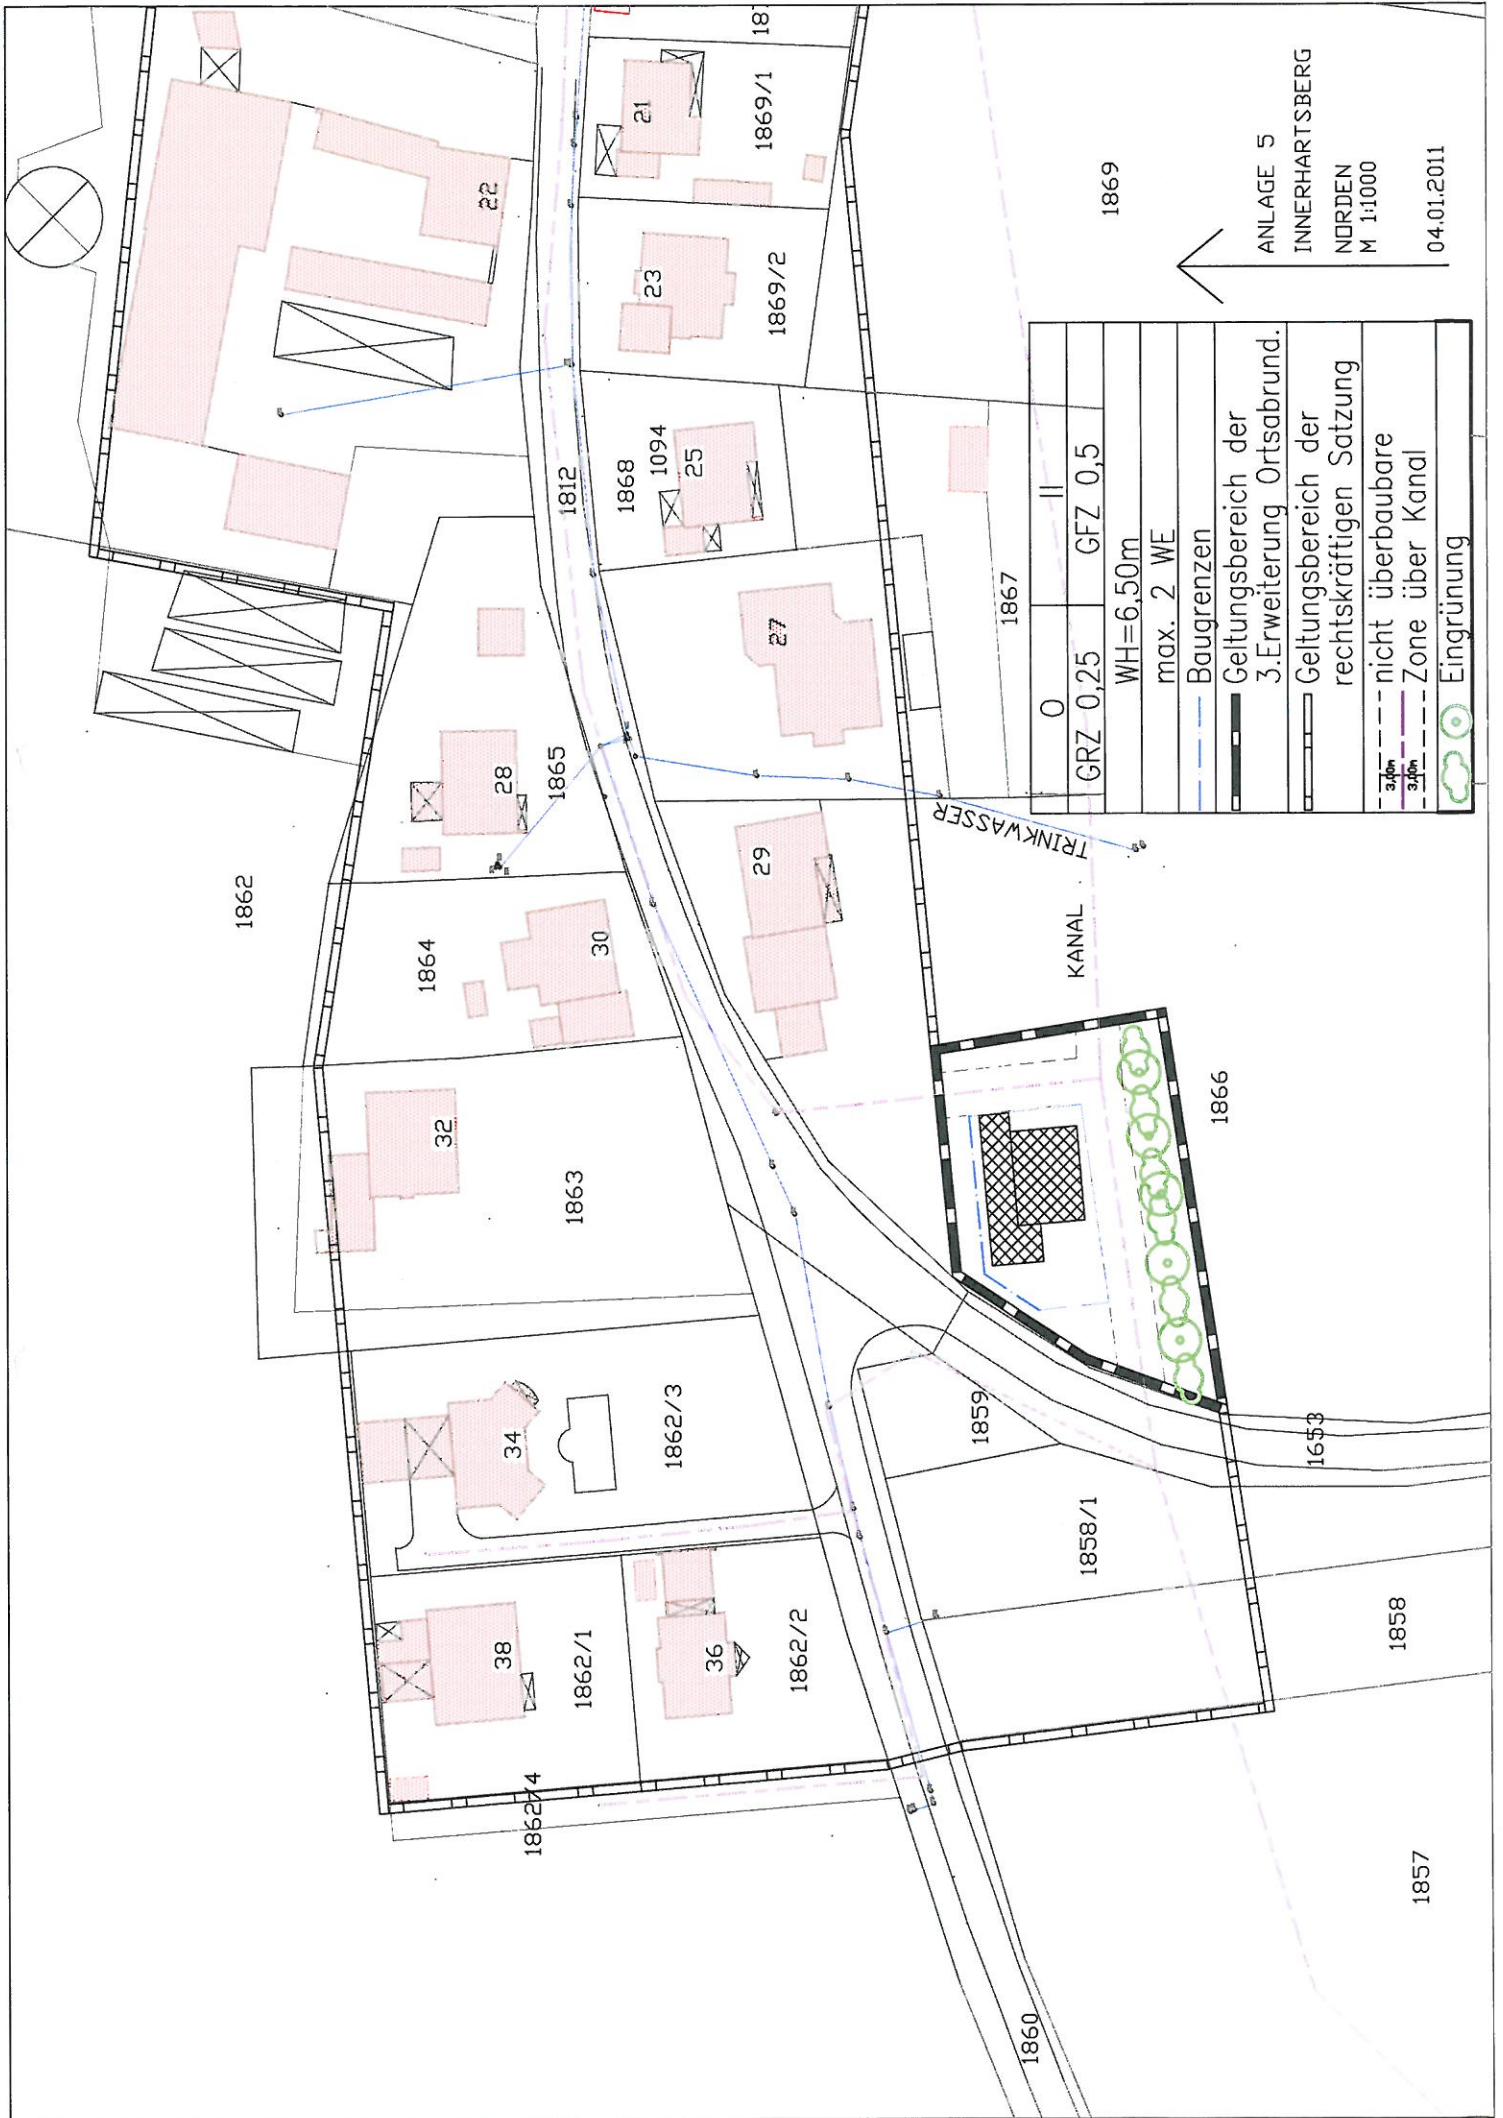 22
21
1869/1
18
23
1869/2
1869
1812
1868
1094
25
27
1867
28
1865
1862
1864
30
29
TRINKWASSER
KANAL
32
1863
1866
34
1862/3
1859
1653
1858/1
1858
38
1862/1
36
1862/2
1862/4
1857
1860
O II
GRZ 0,25 GFZ 0,5
WH=6,50m
max. 2 WE
Baugrenzen
Geltungsbereich der
3.Erweiterung Ortsabrund.
Geltungsbereich der
rechtskräftigen Satzung
3,00m nicht überbaubare
3,00m Zone über Kanal
Eingrünung
ANLAGE 5
INNERHARTSBERG
NORDEN
M 1:1000
04.01.2011